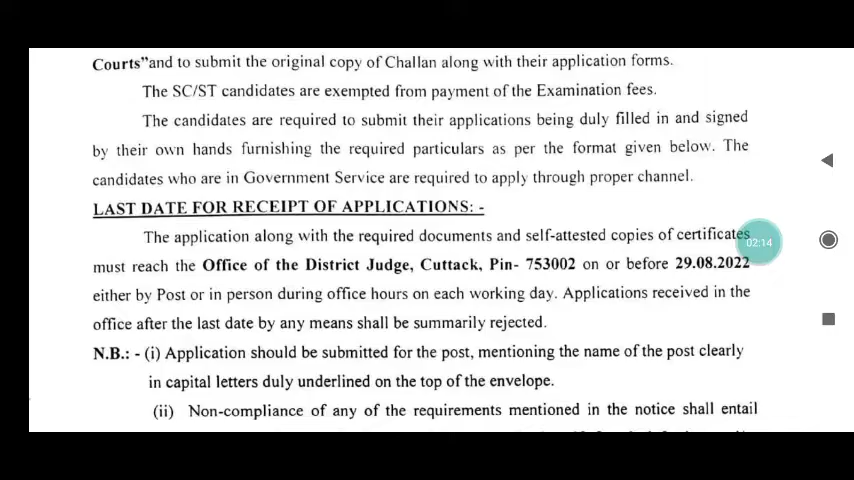 Courts"and to submit the original copy of Challan along with their application forms.
The SC/ST candidates are exempted from payment of the Examination fees.
The candidates are required to submit their applications being duly filled in and signed
by their own hands furnishing the required particulars as per the format given below. The
candidates who are in Government Service are required to apply through proper channel.
LAST DATE FOR RECEIPT OF APPLICATIONS: -
The application along with the required documents and self-attested copies of certificates
02:14
must reach the Office of the District Judge, Cuttack, Pin- 753002 on or before 29.08.2022
either by Post or in person during office hours on each working day. Applications received in the
office after the last date by any means shall be summarily rejected.
N.B.: - (i) Application should be submitted for the post, mentioning the name of the post clearly
in capital letters duly underlined on the top of the envelope.
(ii) Non-compliance of any of the requirements mentioned in the notice shall entail